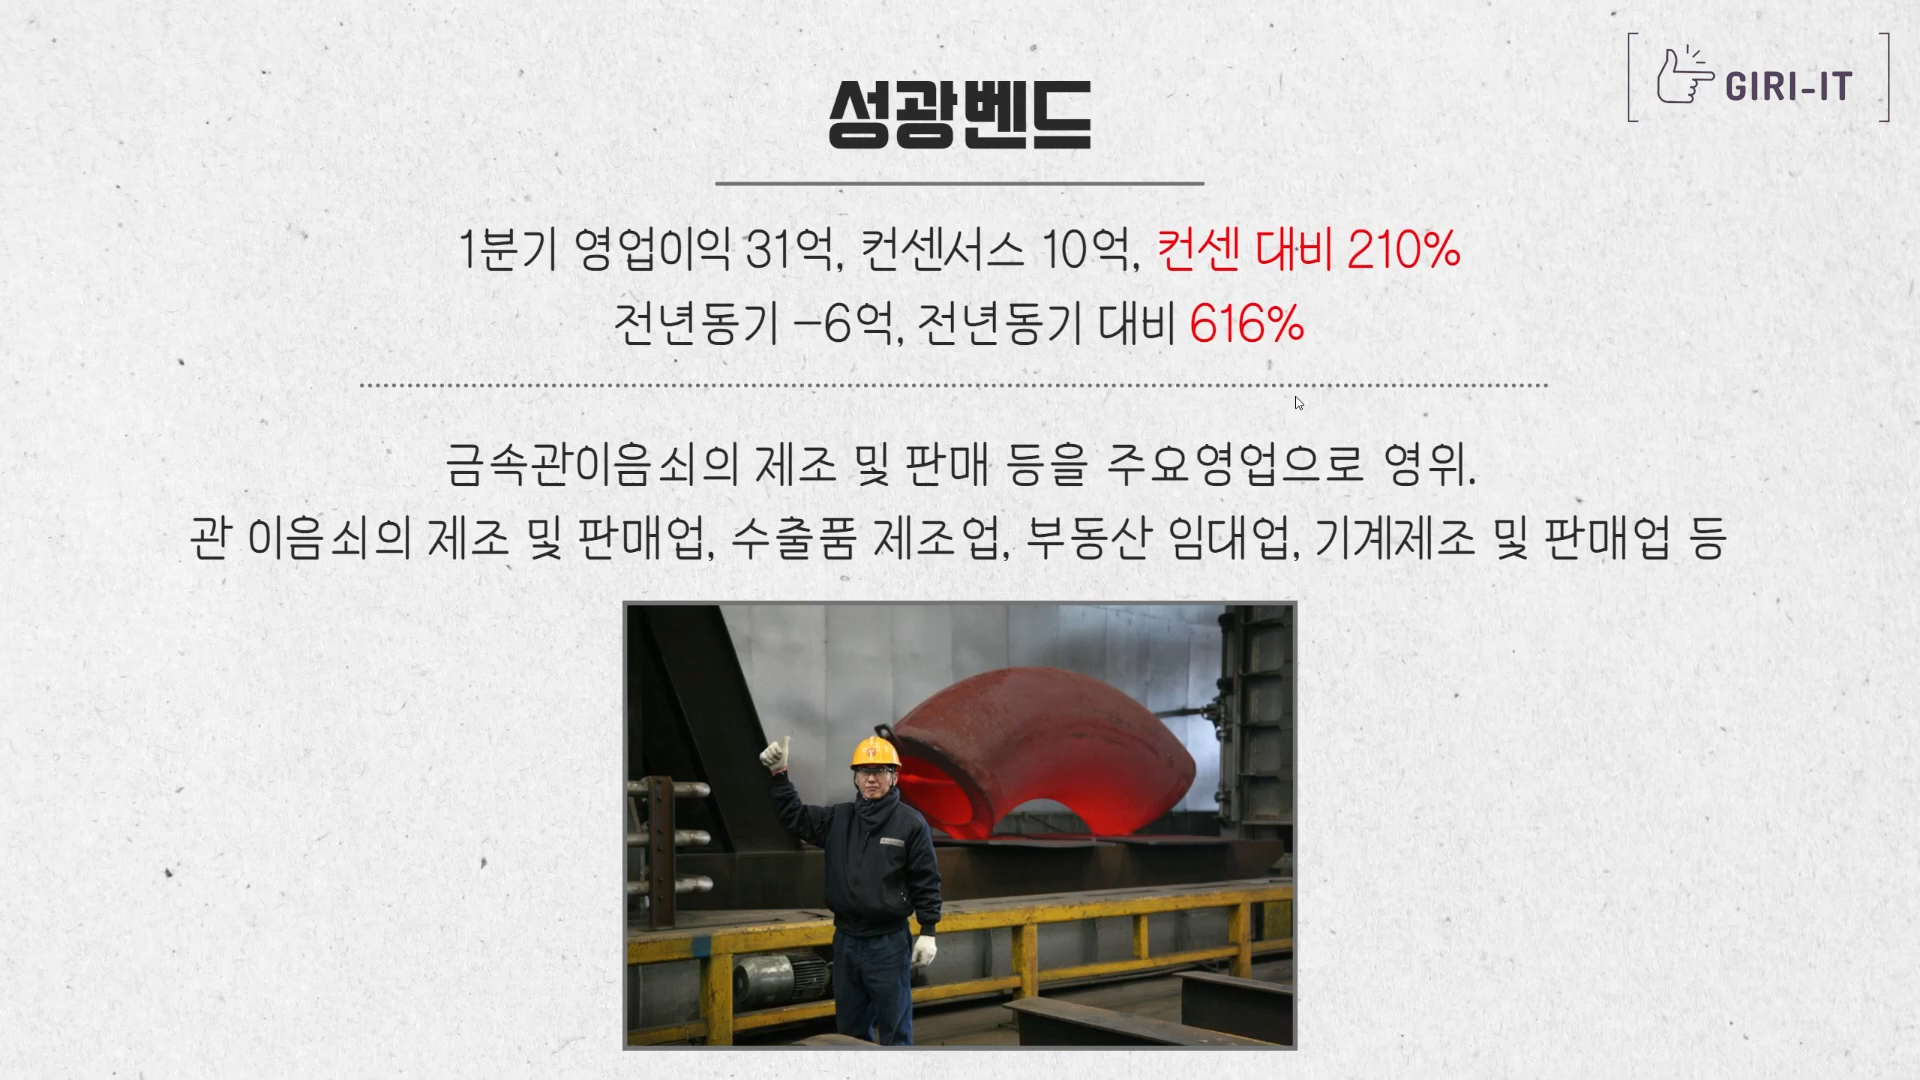 성광벤드
GIRI-IT
1분기 영업이익 31억, 컨센서스 10억, 컨센 대비 210%
전년동기 -6억, 전년동기 대비 616%
금속관이음쇠의 제조 및 판매 등을 주요영업으로 영위.
관 이음쇠의 제조 및 판매업, 수출품 제조업, 부동산 임대업, 기계제조 및 판매업 등